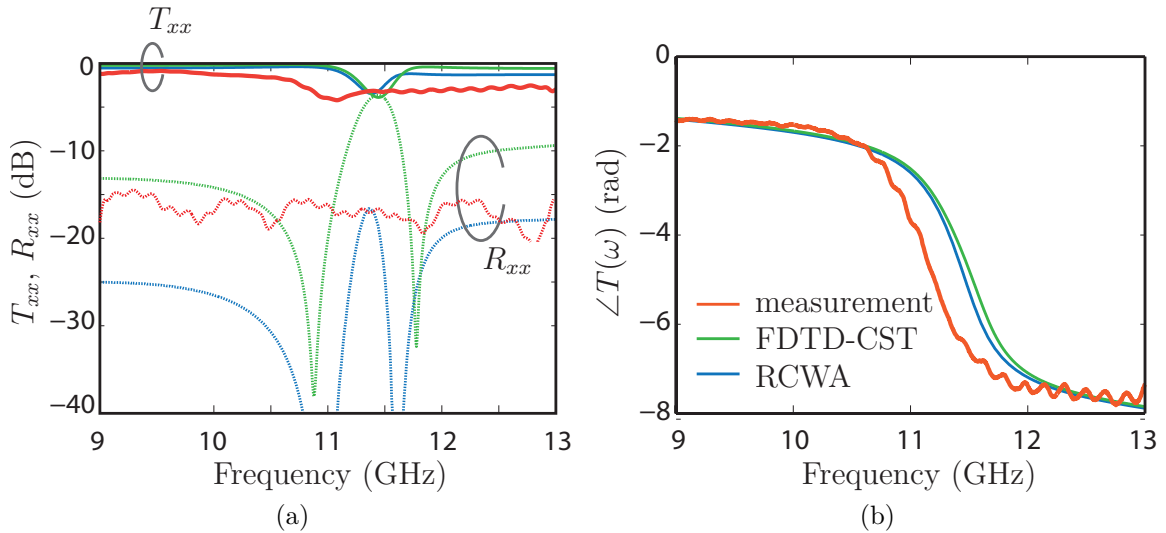 T_xx
0
−10
−20
−30
−40
T_xx, R_xx (dB)
R_xx
9
10
11
12
13
Frequency (GHz)
(a)
0
−2
−4
−6
−8
∠T(ω) (rad)
measurement
FDTD-CST
RCWA
9
10
11
12
13
Frequency (GHz)
(b)